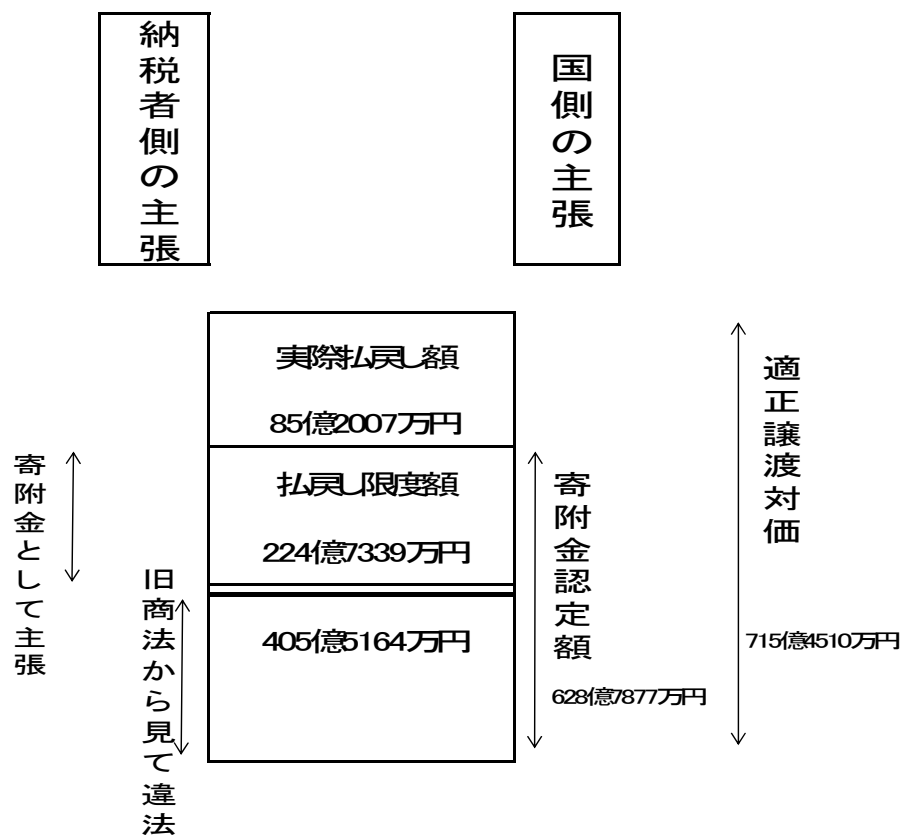 納税者側の主張
国側の主張
実際払戻し額
85億2007万円
払戻し限度額
224億7339万円
405億5164万円
寄附金として主張
旧商法から見て違法
寄附金認定額
628億7877万円
適正譲渡対価
715億4510万円